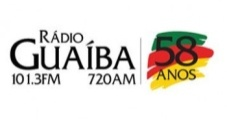 RÁDIO
GUAÍBA
101.3FM 720AM
58
ANOS